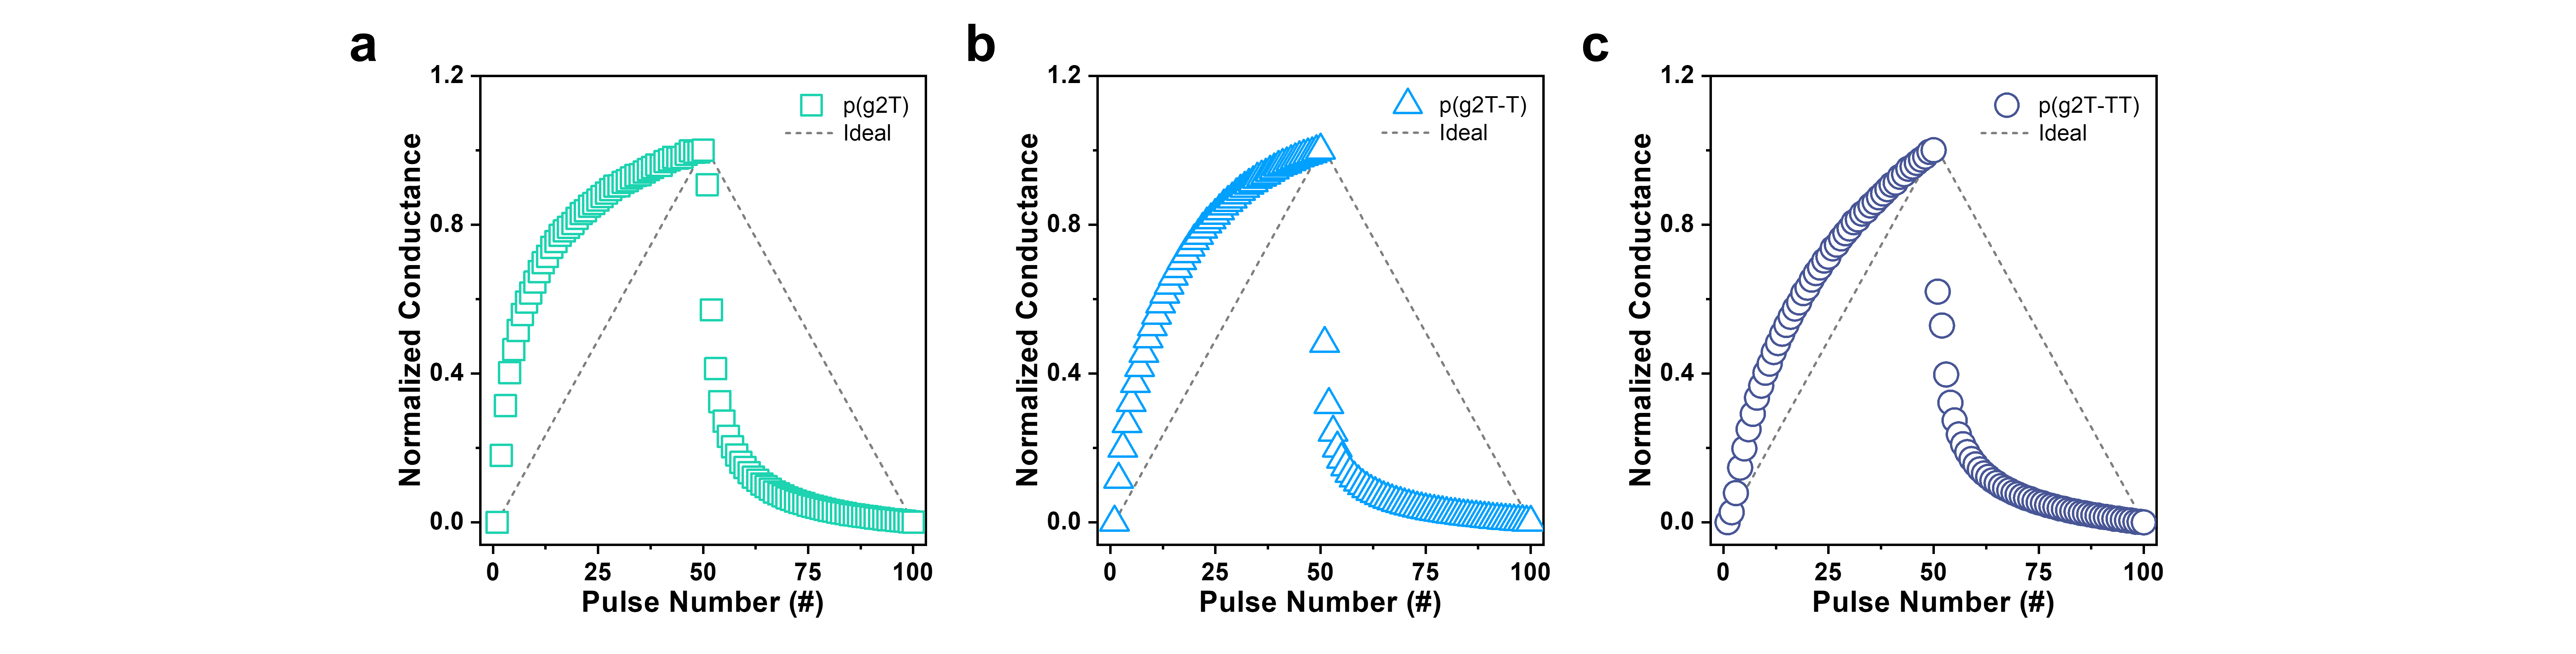 a
1.2
0.8
0.4
0.0
Normalized Conductance
p(g2T)
Ideal
0 25 50 75 100
Pulse Number (#)
b
1.2
0.8
0.4
0.0
Normalized Conductance
p(g2T-T)
Ideal
0 25 50 75 100
Pulse Number (#)
c
1.2
0.8
0.4
0.0
Normalized Conductance
p(g2T-TT)
Ideal
0 25 50 75 100
Pulse Number (#)